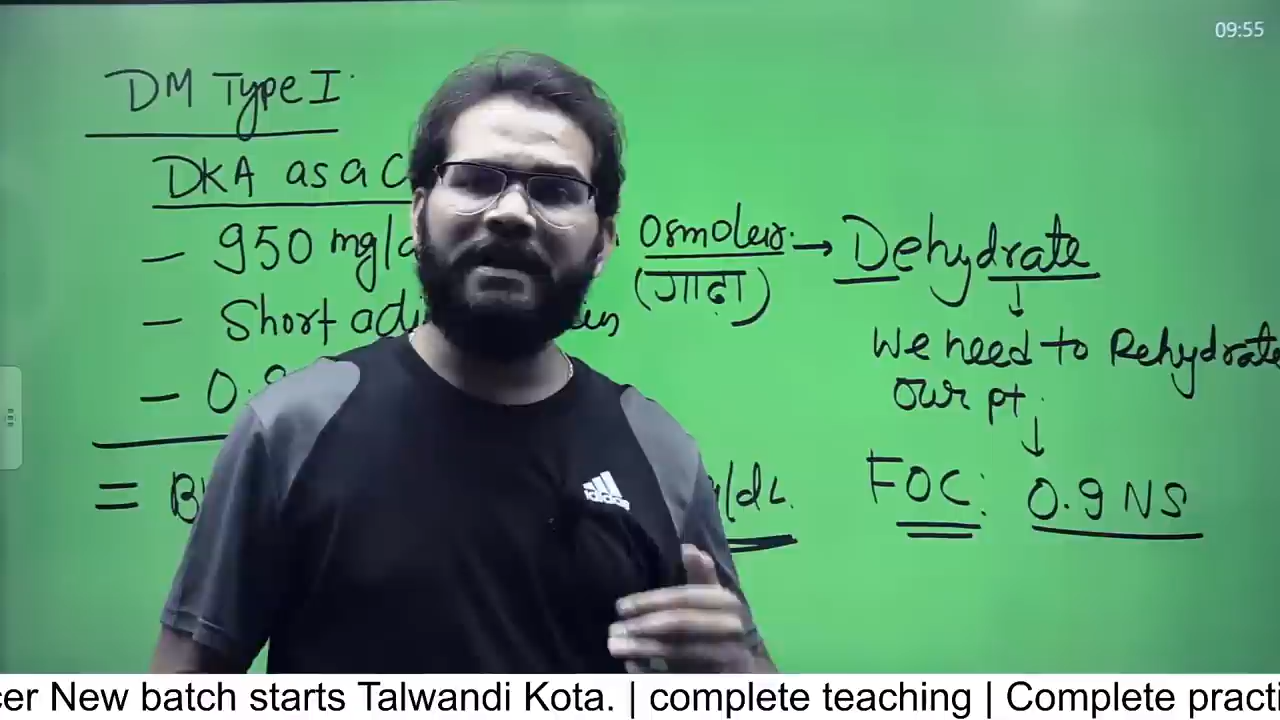 09:55
DM Type I
DKA as a C
- 950 mg/
Osmolar → Dehydrate
(गाढ़ा)
↓
- Short
We need to Rehydrate
our pt.
↓
- 0.9
FOC: 0.9 NS
= B /dL.
adidas
cer New batch starts Talwandi Kota. | complete teaching | Complete practi